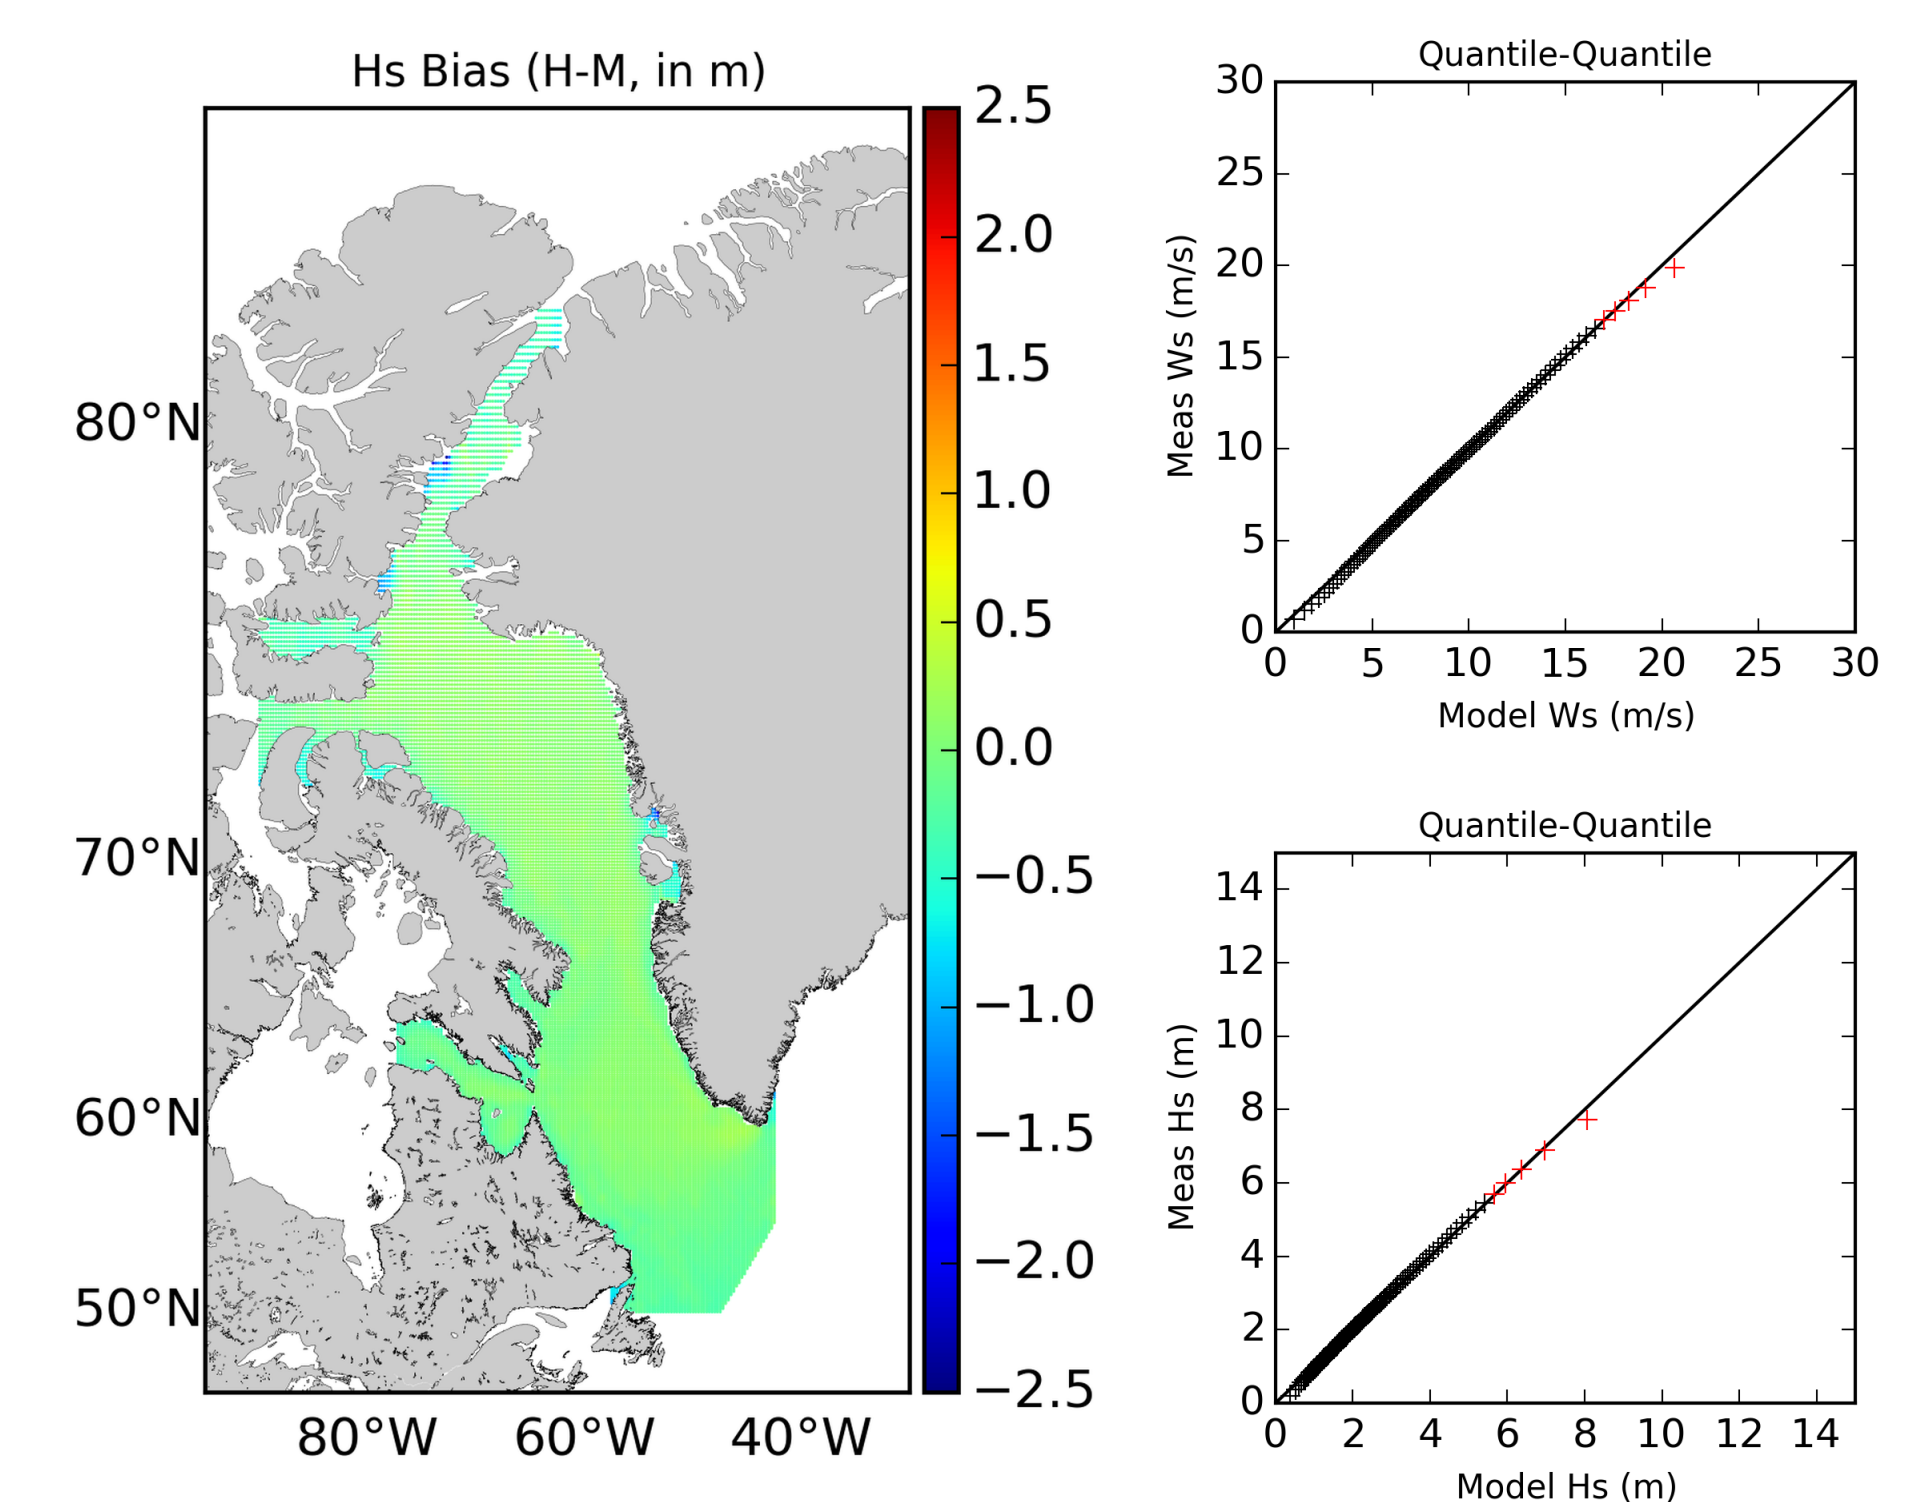 Hs Bias (H-M, in m)
80°N
70°N
60°N
50°N
80°W 60°W 40°W
2.5
2.0
1.5
1.0
0.5
0.0
−0.5
−1.0
−1.5
−2.0
−2.5
Quantile-Quantile
Meas Ws (m/s)
30
25
20
15
10
5
0
0 5 10 15 20 25 30
Model Ws (m/s)
Quantile-Quantile
Meas Hs (m)
14
12
10
8
6
4
2
0
0 2 4 6 8 10 12 14
Model Hs (m)